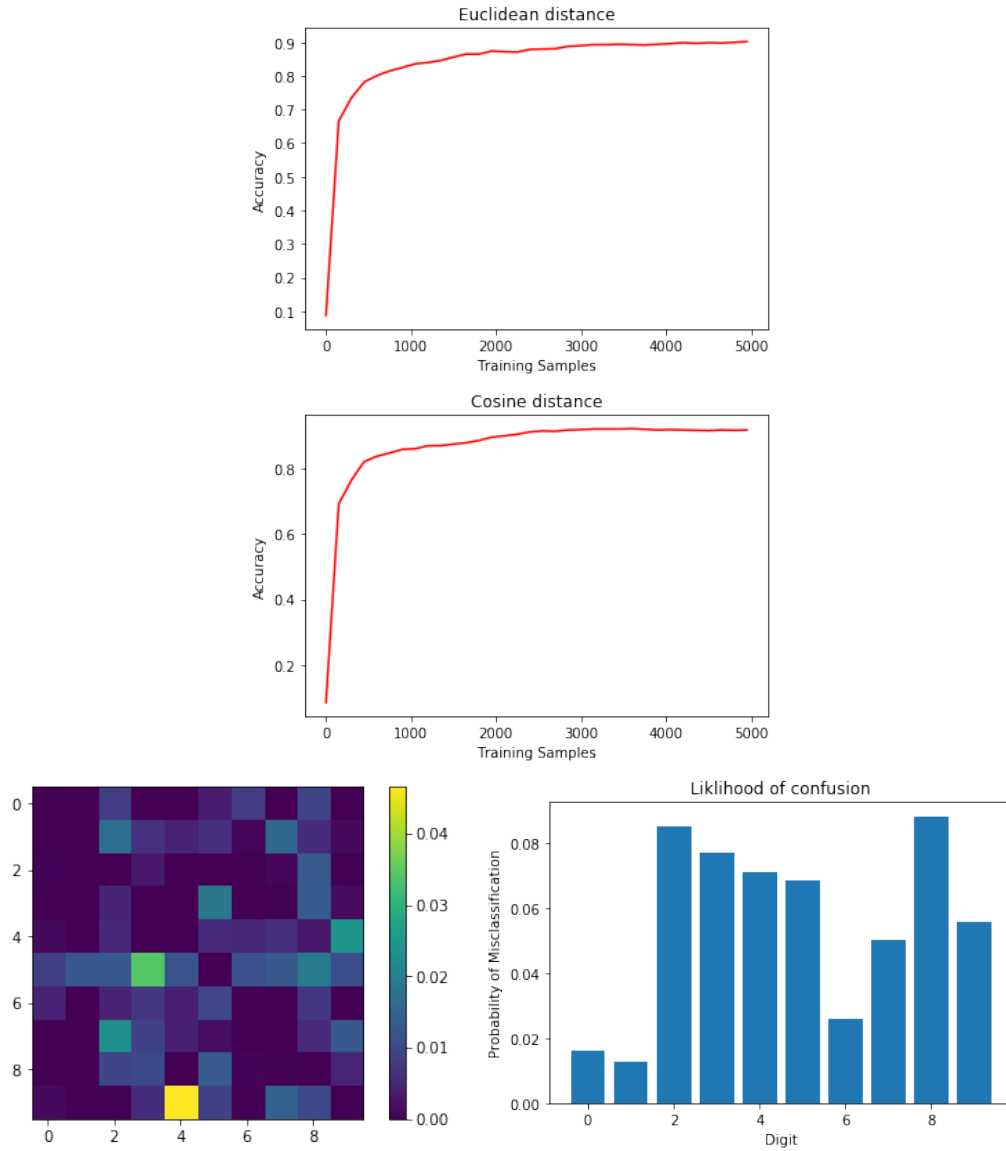 Euclidean distance
0.9
0.8
0.7
0.6
0.5
0.4
0.3
0.2
0.1
Accuracy
0 1000 2000 3000 4000 5000
Training Samples
Cosine distance
0.8
0.6
0.4
0.2
Accuracy
0 1000 2000 3000 4000 5000
Training Samples
0
2
4
6
8
0 2 4 6 8
0.04
0.03
0.02
0.01
0.00
Liklihood of confusion
0.08
0.06
0.04
0.02
0.00
Probability of Misclassification
0 2 4 6 8
Digit